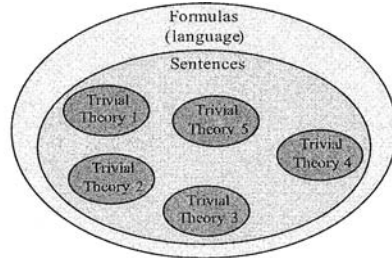 Formulas
(language)
Sentences
Trivial
Theory 1
Trivial
Theory 5
Trivial
Theory 4
Trivial
Theory 2
Trivial
Theory 3